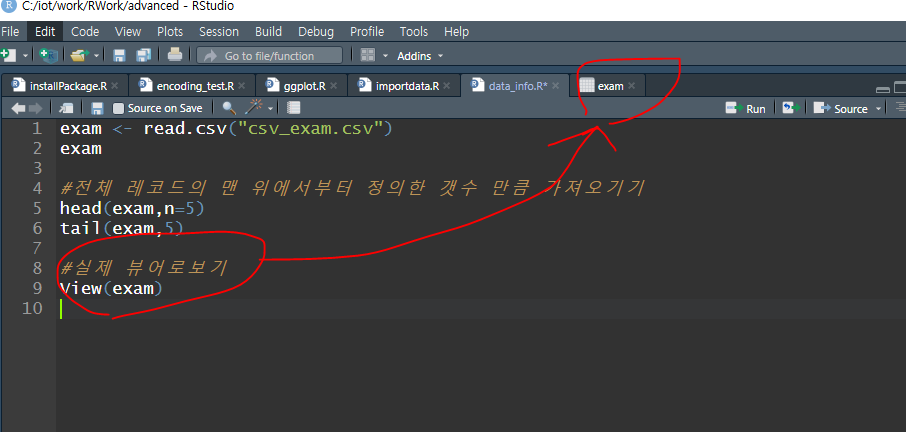 C:/iot/work/RWork/advanced - RStudio
File Edit Code View Plots Session Build Debug Profile Tools Help
Go to file/function Addins
installPackage.R encoding_test.R ggplot.R importdata.R data_info.R* exam
Source on Save Run Source
1 exam <- read.csv("csv_exam.csv")
2 exam
3
4 #전체 레코드의 맨 위에서부터 정의한 갯수 만큼 가져오기기
5 head(exam,n=5)
6 tail(exam,5)
7
8 #실제 뷰어로보기
9 View(exam)
10